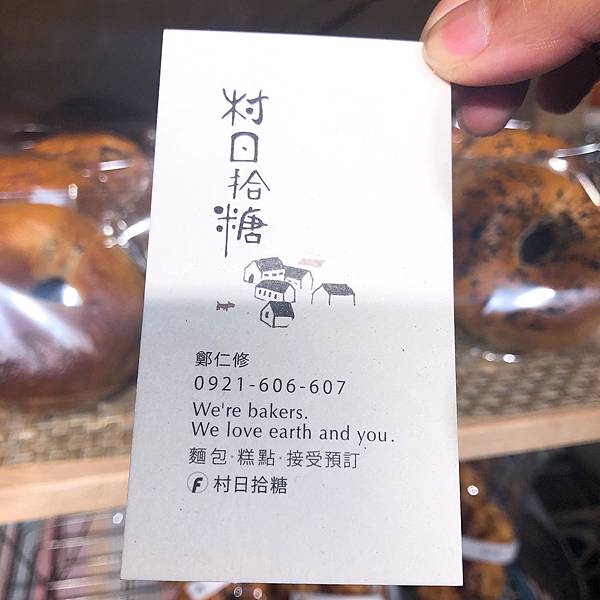 村日拾糖
鄭仁修
0921-606-607
We're bakers.
We love earth and you.
麵包·糕點·接受預訂
F 村日拾糖